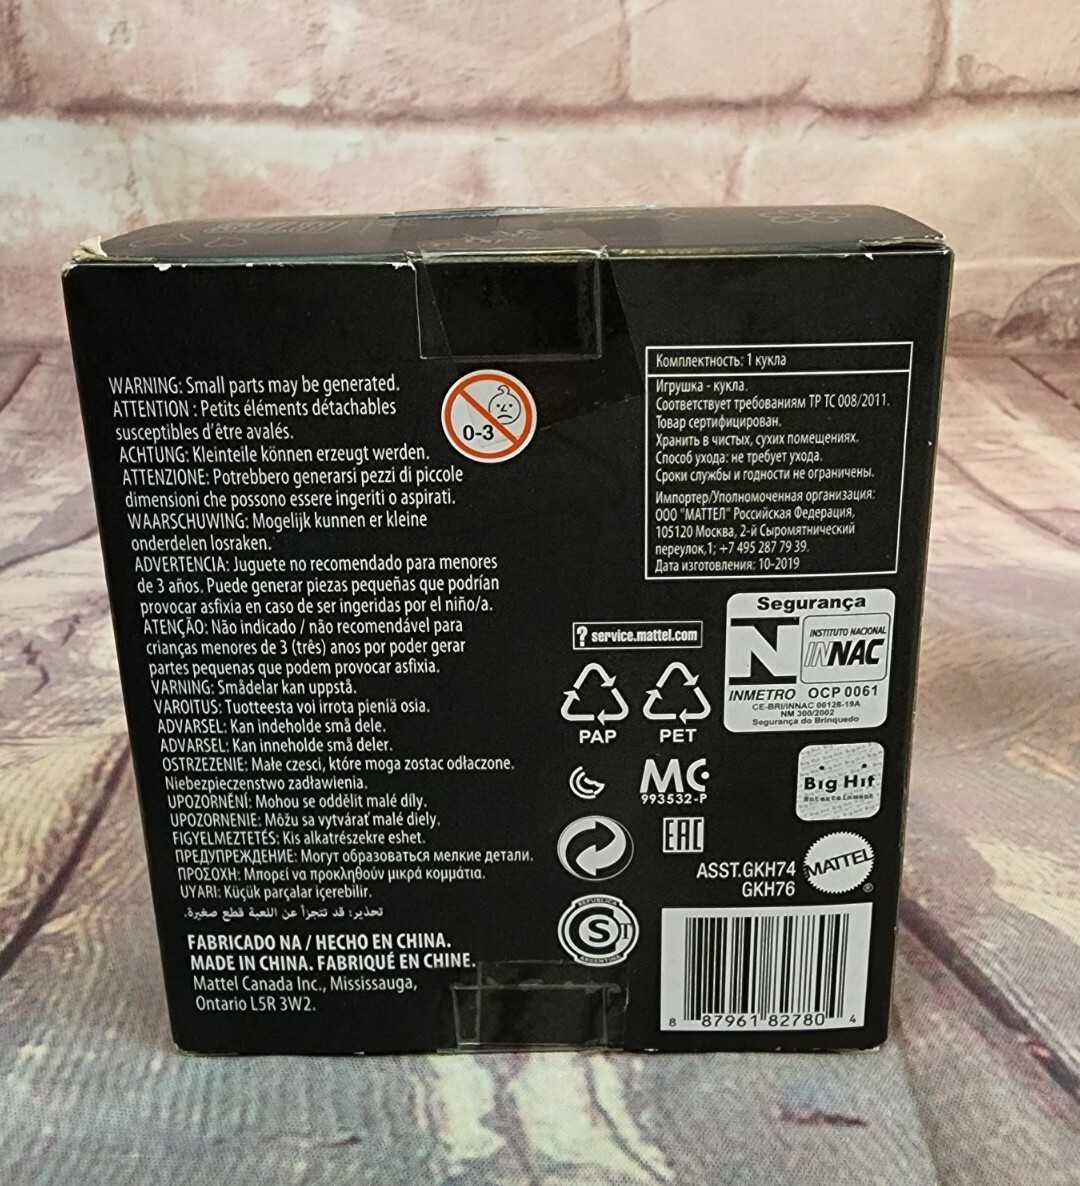 WARNING: Small parts may be generated.
ATTENTION : Petits éléments détachables
susceptibles d'être avalés.
ACHTUNG: Kleinteile können erzeugt werden.
ATTENZIONE: Potrebbero generarsi pezzi di piccole
dimensioni che possono essere ingeriti o aspirati.
WAARSCHUWING: Mogelijk kunnen er kleine
onderdelen losraken.
ADVERTENCIA: Juguete no recomendado para menores
de 3 años. Puede generar piezas pequeñas que podrían
provocar asfixia en caso de ser ingeridas por el niño/a.
ATENÇÃO: Não indicado / não recomendável para
crianças menores de 3 (três) anos por poder gerar
partes pequenas que podem provocar asfixia.
VARNING: Smådelar kan uppstå.
VAROITUS: Tuotteesta voi irrota pieniä osia.
ADVARSEL: Kan indeholde små dele.
ADVARSEL: Kan inneholde små deler.
OSTRZEZENIE: Małe czesci, które moga zostac odłaczone.
Niebezpieczenstwo zadławienia.
UPOZORNĚNÍ: Mohou se oddělit malé díly.
UPOZORNENIE: Môžu sa vytvárať malé diely.
FIGYELMEZTETÉS: Kis alkatrészekre eshet.
ПРЕДУПРЕЖДЕНИЕ: Могут образоваться мелкие детали.
ΠΡΟΣΟΧΗ: Μπορεί να προκληθούν μικρά κομμάτια.
UYARI: Küçük parçalar içerebilir.
تحذير: قد تتجزأ عن اللعبة قطع صغيرة.
FABRICADO NA / HECHO EN CHINA.
MADE IN CHINA. FABRIQUÉ EN CHINE.
Mattel Canada Inc., Mississauga,
Ontario L5R 3W2.
0-3
Комплектность: 1 кукла
Игрушка - кукла.
Соответствует требованиям ТР ТС 008/2011.
Товар сертифицирован.
Хранить в чистых, сухих помещениях.
Способ ухода: не требует ухода.
Сроки службы и годности не ограничены.
Импортер/Уполномоченная организация:
ООО "МАТТЕЛ" Российская Федерация,
105120 Москва, 2-й Сыромятнический
переулок,1; +7 495 287 79 39.
Дата изготовления: 10-2019
? service.mattel.com
PAP
PET
Segurança
INSTITUTO NACIONAL
INNAC
INMETRO OCP 0061
CE-BRI/INNAC 00128-19A
NM 300/2002
Segurança do Brinquedo
MC
993532-P
EAC
Big Hit
Entertainment
ASST.GKH74
GKH76
MATTEL
®
REPUBLICA
S T
ARGENTINA
8 87961 82780 4